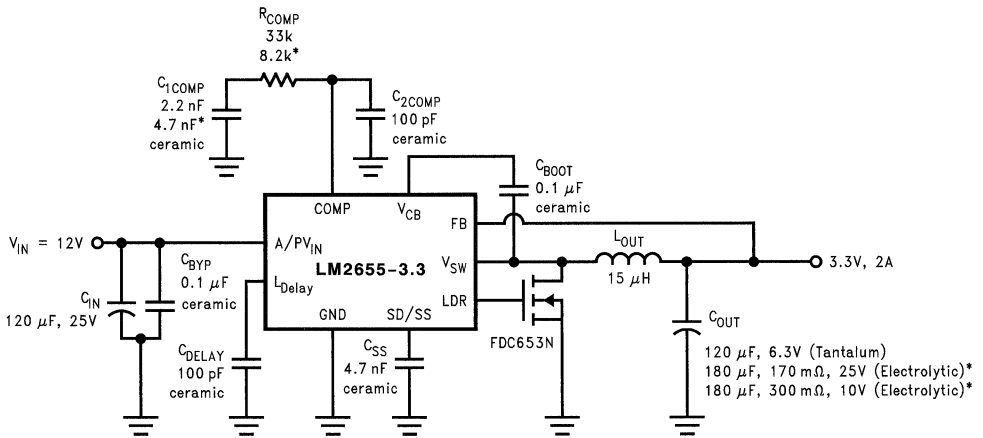 R_COMP
33k
8.2k*
C_1COMP
2.2 nF
4.7 nF*
ceramic
C_2COMP
100 pF
ceramic
C_BOOT
0.1 µF
ceramic
COMP
V_CB
FB
V_IN = 12V
A/PV_IN
C_BYP
0.1 µF
ceramic
C_IN
120 µF, 25V
LM2655-3.3
L_Delay
V_SW
LDR
GND
SD/SS
L_OUT
15 µH
3.3V, 2A
FDC653N
C_DELAY
100 pF
ceramic
C_SS
4.7 nF
ceramic
C_OUT
120 µF, 6.3V (Tantalum)
180 µF, 170 mΩ, 25V (Electrolytic)*
180 µF, 300 mΩ, 10V (Electrolytic)*